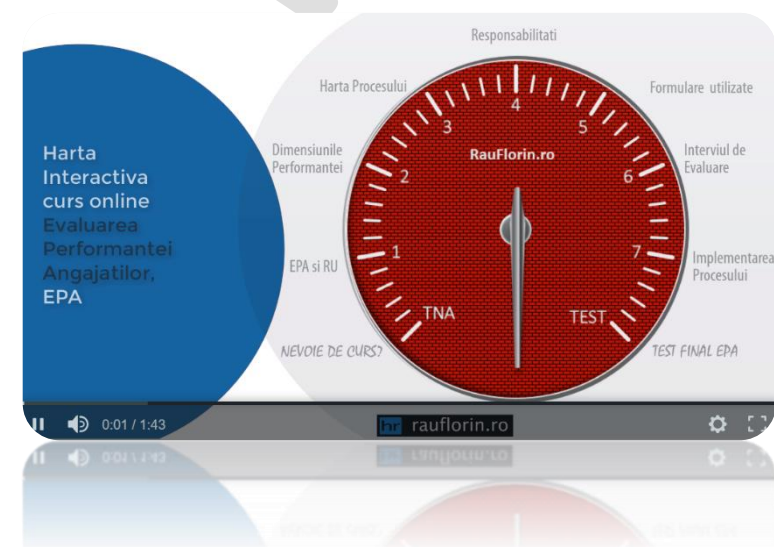 Harta
Interactiva
curs online
Evaluarea
Performantei
Angajatilor,
EPA
Responsabilitati
Harta Procesului
Formulare utilizate
Dimensiunile
Performantei
Interviul de
Evaluare
EPA si RU
Implementarea
Procesului
NEVOIE DE CURS?
TEST FINAL EPA
RauFlorin.ro
TNA
1
2
3
4
5
6
7
TEST
0:01 / 1:43
hr rauflorin.ro